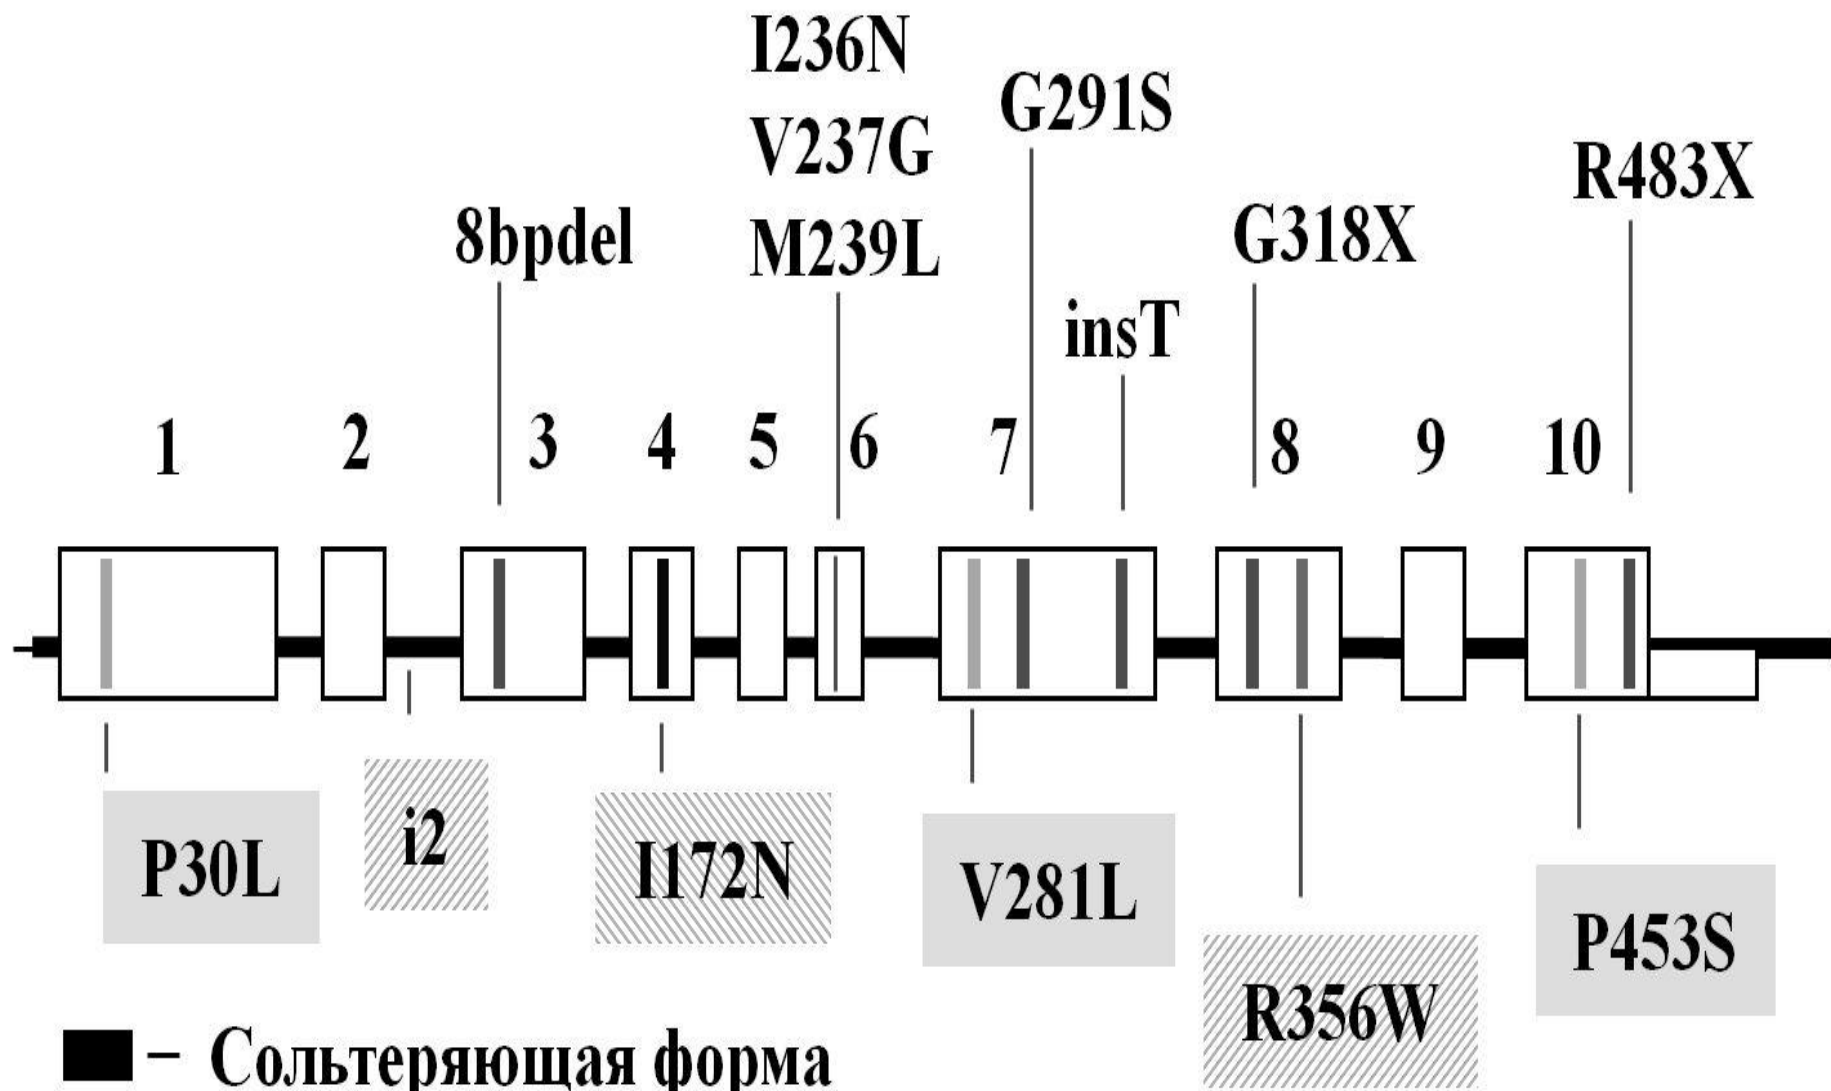 I236N
V237G
M239L
G291S
R483X
8bpdel
G318X
insT
1 2 3 4 5 6 7 8 9 10
P30L
i2
I172N
V281L
P453S
R356W
– Сольтеряющая форма